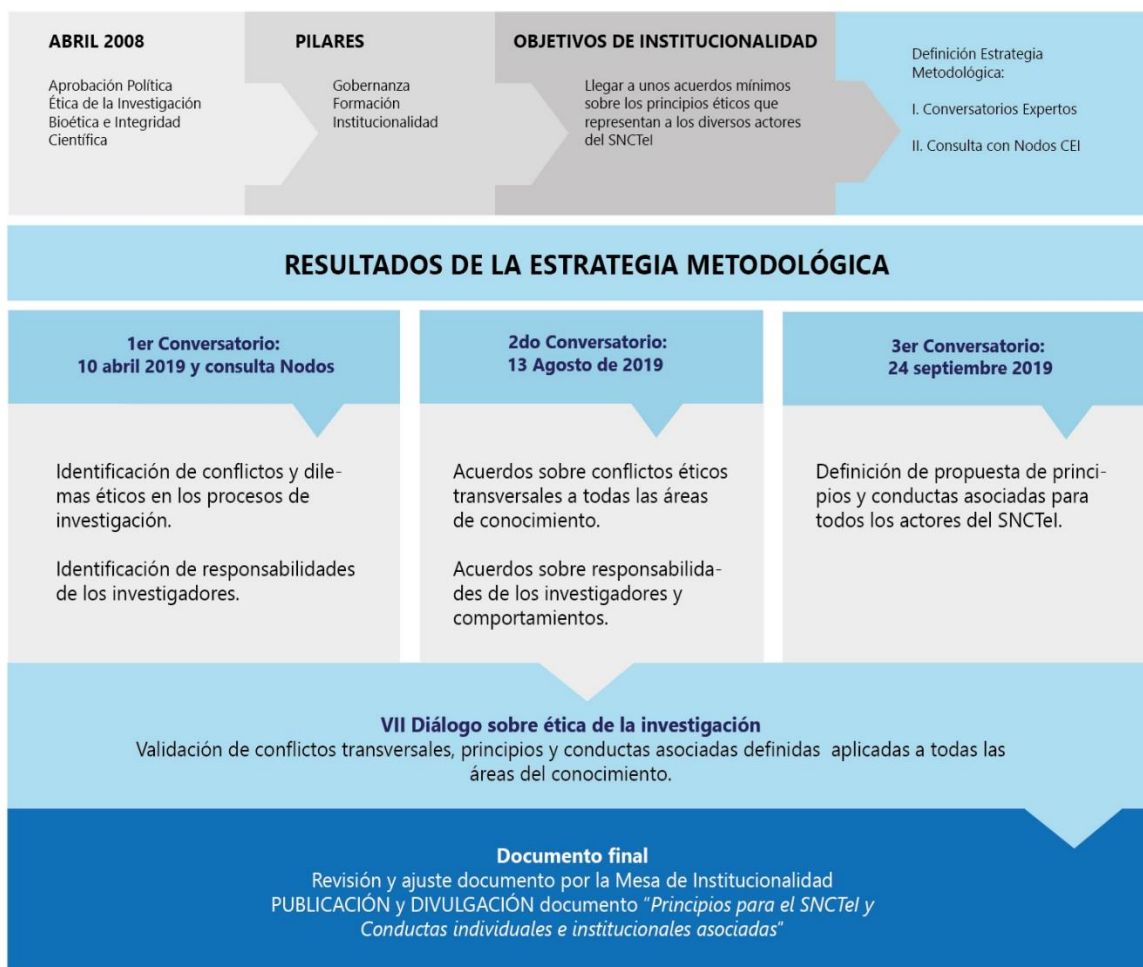 ABRIL 2008
Aprobación Política
Ética de la Investigación
Bioética e Integridad
Científica
PILARES
Gobernanza
Formación
Institucionalidad
OBJETIVOS DE INSTITUCIONALIDAD
Llegar a unos acuerdos mínimos
sobre los principios éticos que
representan a los diversos actores
del SNCTeI
Definición Estrategia
Metodológica:
I. Conversatorios Expertos
II. Consulta con Nodos CEI
RESULTADOS DE LA ESTRATEGIA METODOLÓGICA
1er Conversatorio:
10 abril 2019 y consulta Nodos
Identificación de conflictos y dile-
mas éticos en los procesos de
investigación.
Identificación de responsabilidades
de los investigadores.
2do Conversatorio:
13 Agosto de 2019
Acuerdos sobre conflictos éticos
transversales a todas las áreas
de conocimiento.
Acuerdos sobre responsabilida-
des de los investigadores y
comportamientos.
3er Conversatorio:
24 septiembre 2019
Definición de propuesta de princi-
pios y conductas asociadas para
todos los actores del SNCTeI.
VII Diálogo sobre ética de la investigación
Validación de conflictos transversales, principios y conductas asociadas definidas aplicadas a todas las
áreas del conocimiento.
Documento final
Revisión y ajuste documento por la Mesa de Institucionalidad
PUBLICACIÓN y DIVULGACIÓN documento "Principios para el SNCTeI y
Conductas individuales e institucionales asociadas"